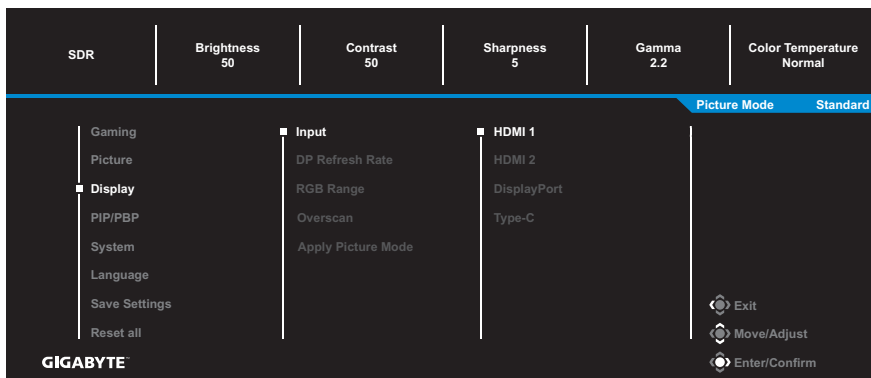 SDR
Brightness
50
Contrast
50
Sharpness
5
Gamma
2.2
Color Temperature
Normal
Picture Mode Standard
Gaming
Picture
Display
PIP/PBP
System
Language
Save Settings
Reset all
Input
DP Refresh Rate
RGB Range
Overscan
Apply Picture Mode
HDMI 1
HDMI 2
DisplayPort
Type-C
Exit
Move/Adjust
Enter/Confirm
GIGABYTE™